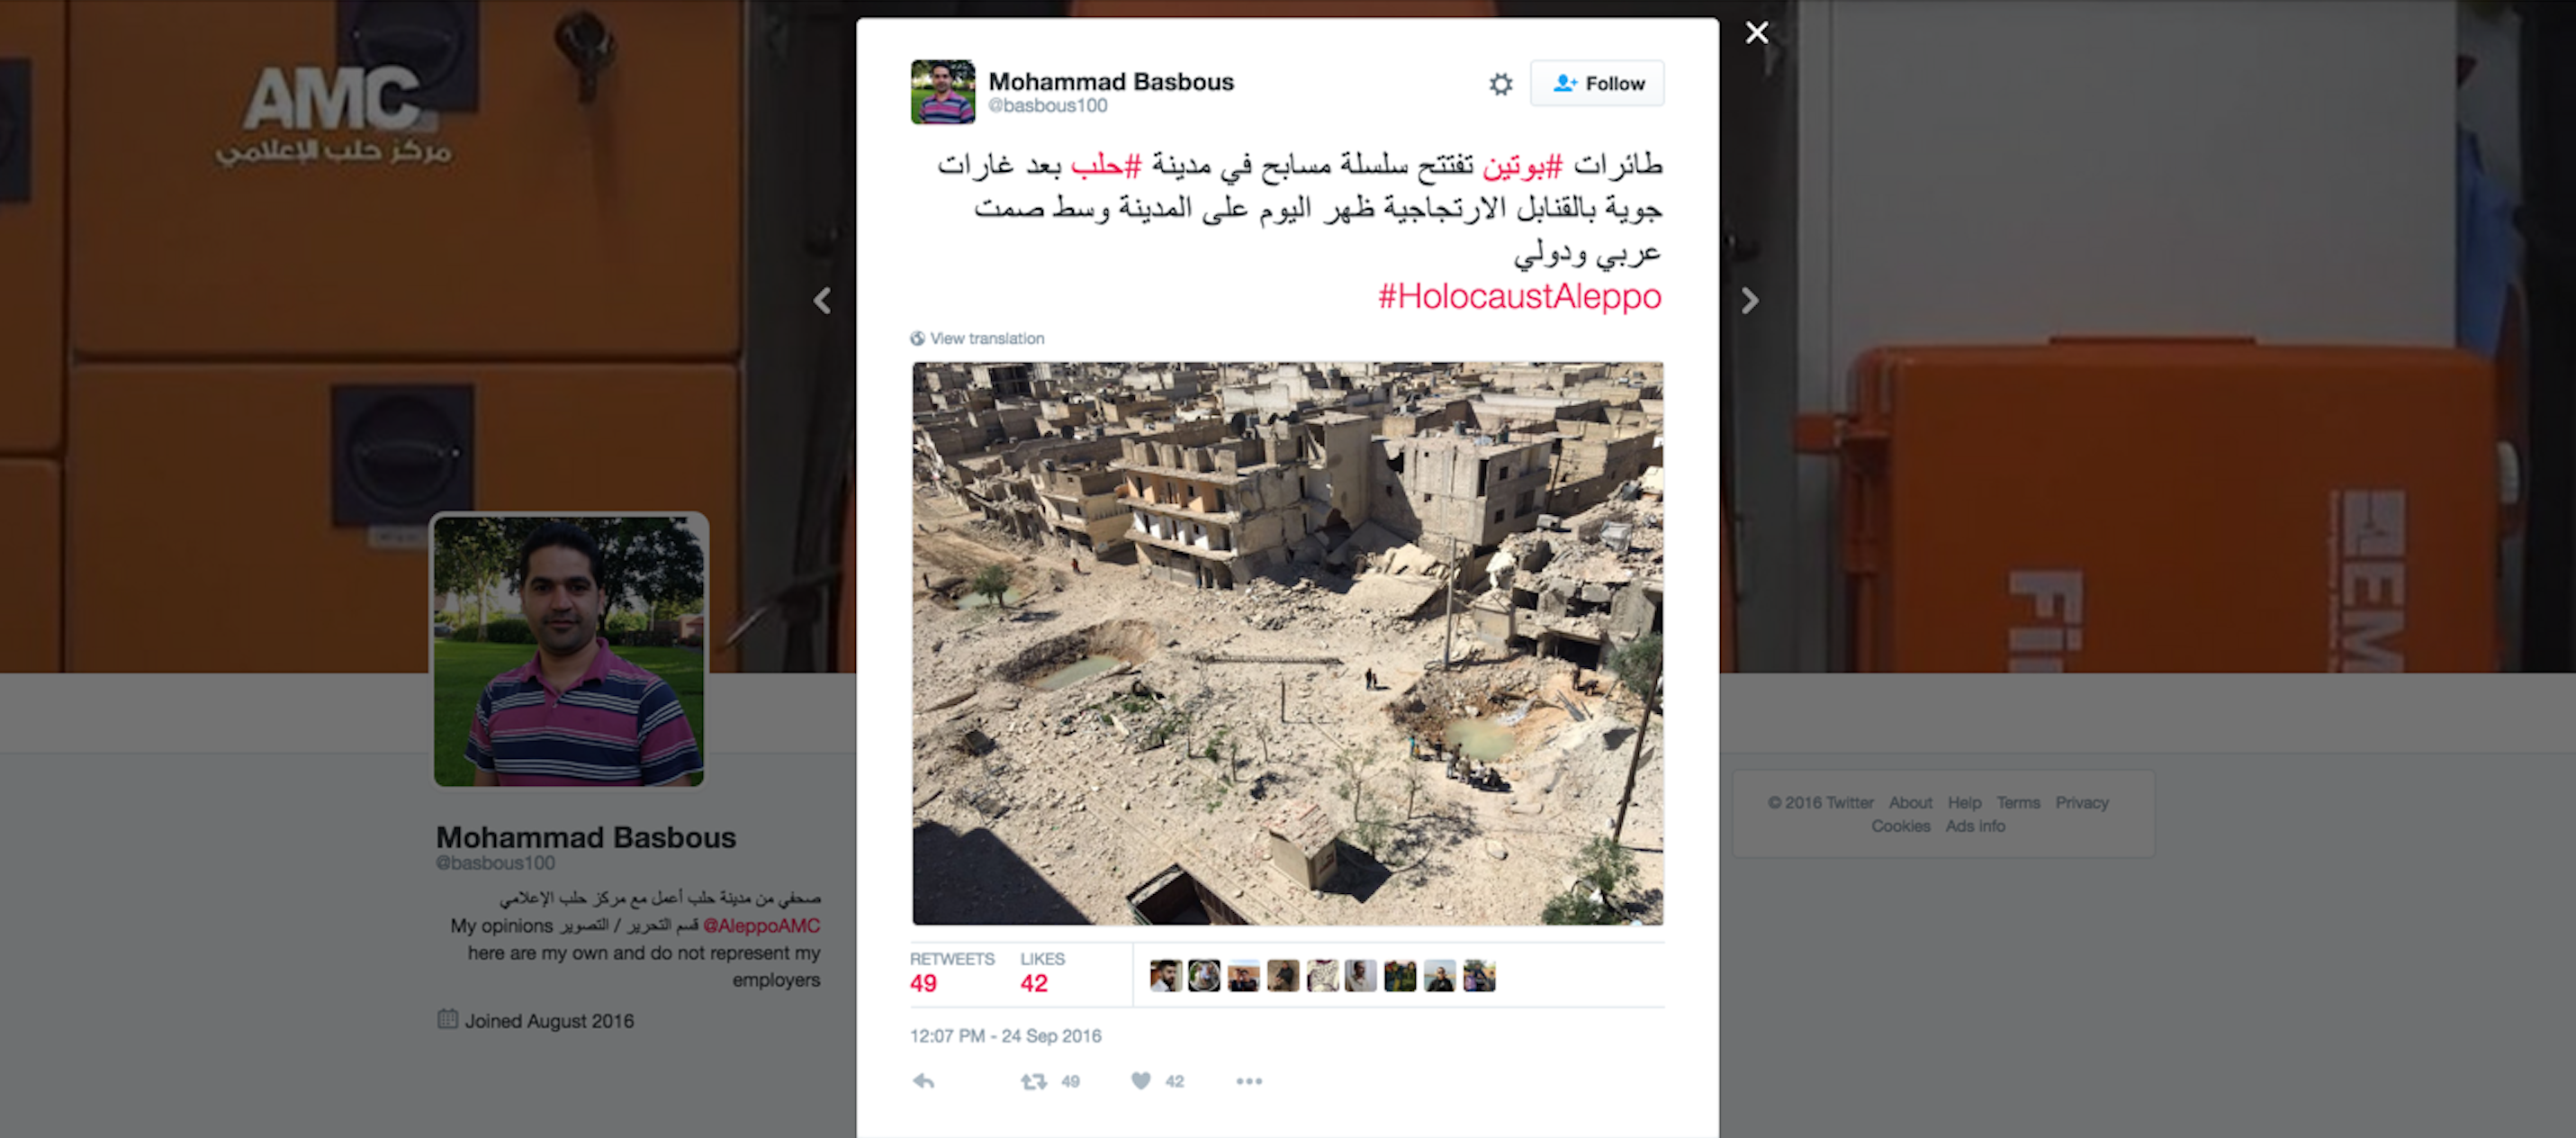 AMC
مركز حلب الإعلامي
Mohammad Basbous
@basbous100
Follow
طائرات #بوتين تفتتح سلسلة مسابح في مدينة #حلب بعد غارات
جوية بالقنابل الارتجاجية ظهر اليوم على المدينة وسط صمت
عربي ودولي
#HolocaustAleppo
View translation
RETWEETS
49
LIKES
42
12:07 PM - 24 Sep 2016
49
42
Mohammad Basbous
@basbous100
صحفي من مدينة حلب أعمل مع مركز حلب الإعلامي
@AleppoAMC قسم التحرير / التصوير My opinions
here are my own and do not represent my
employers
Joined August 2016
© 2016 Twitter About Help Terms Privacy
Cookies Ads info